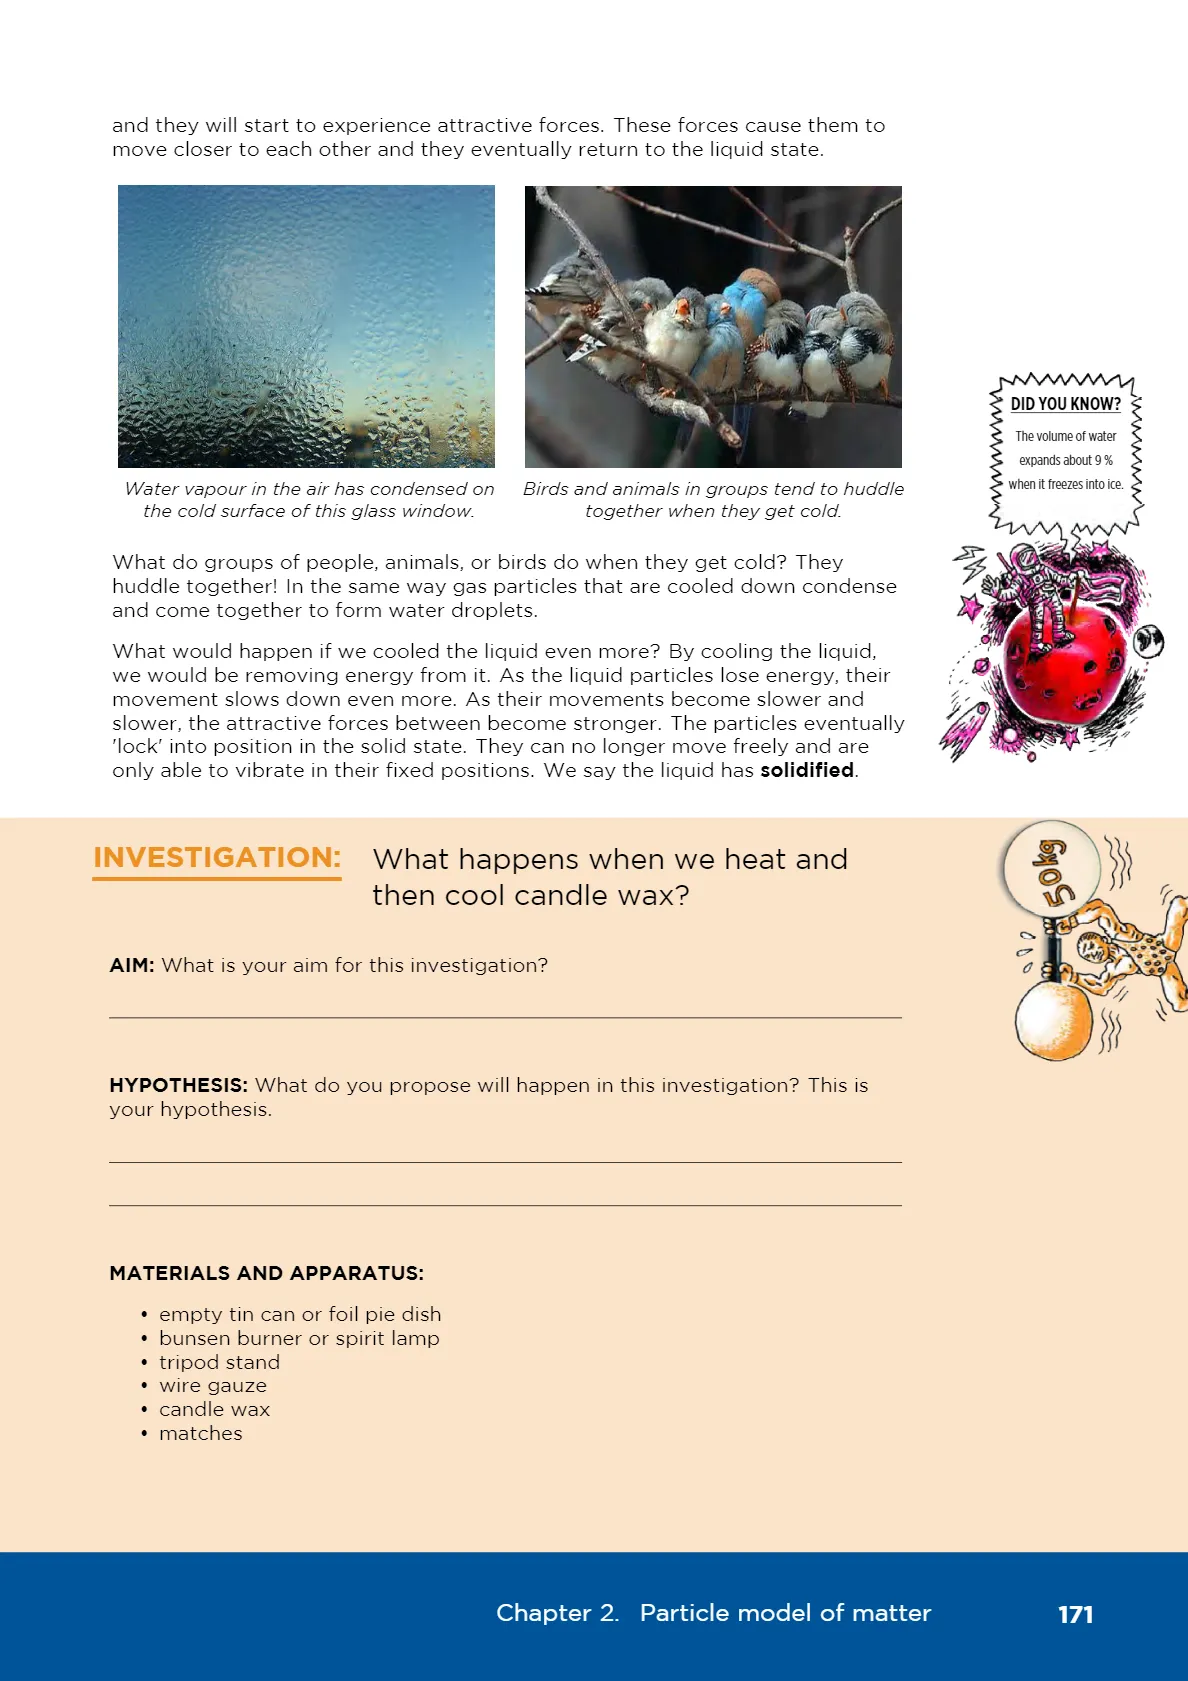 and they will start to experience attractive forces. These forces cause them to
move closer to each other and they eventually return to the liquid state.
Water vapour in the air has condensed on
the cold surface of this glass window.
Birds and animals in groups tend to huddle
together when they get cold.
DID YOU KNOW?
The volume of water
expands about 9 %
when it freezes into ice.
What do groups of people, animals, or birds do when they get cold? They
huddle together! In the same way gas particles that are cooled down condense
and come together to form water droplets.
What would happen if we cooled the liquid even more? By cooling the liquid,
we would be removing energy from it. As the liquid particles lose energy, their
movement slows down even more. As their movements become slower and
slower, the attractive forces between become stronger. The particles eventually
'lock' into position in the solid state. They can no longer move freely and are
only able to vibrate in their fixed positions. We say the liquid has solidified.
INVESTIGATION: What happens when we heat and
then cool candle wax?
50kg
AIM: What is your aim for this investigation?
HYPOTHESIS: What do you propose will happen in this investigation? This is
your hypothesis.
MATERIALS AND APPARATUS:
• empty tin can or foil pie dish
• bunsen burner or spirit lamp
• tripod stand
• wire gauze
• candle wax
• matches
Chapter 2. Particle model of matter 171